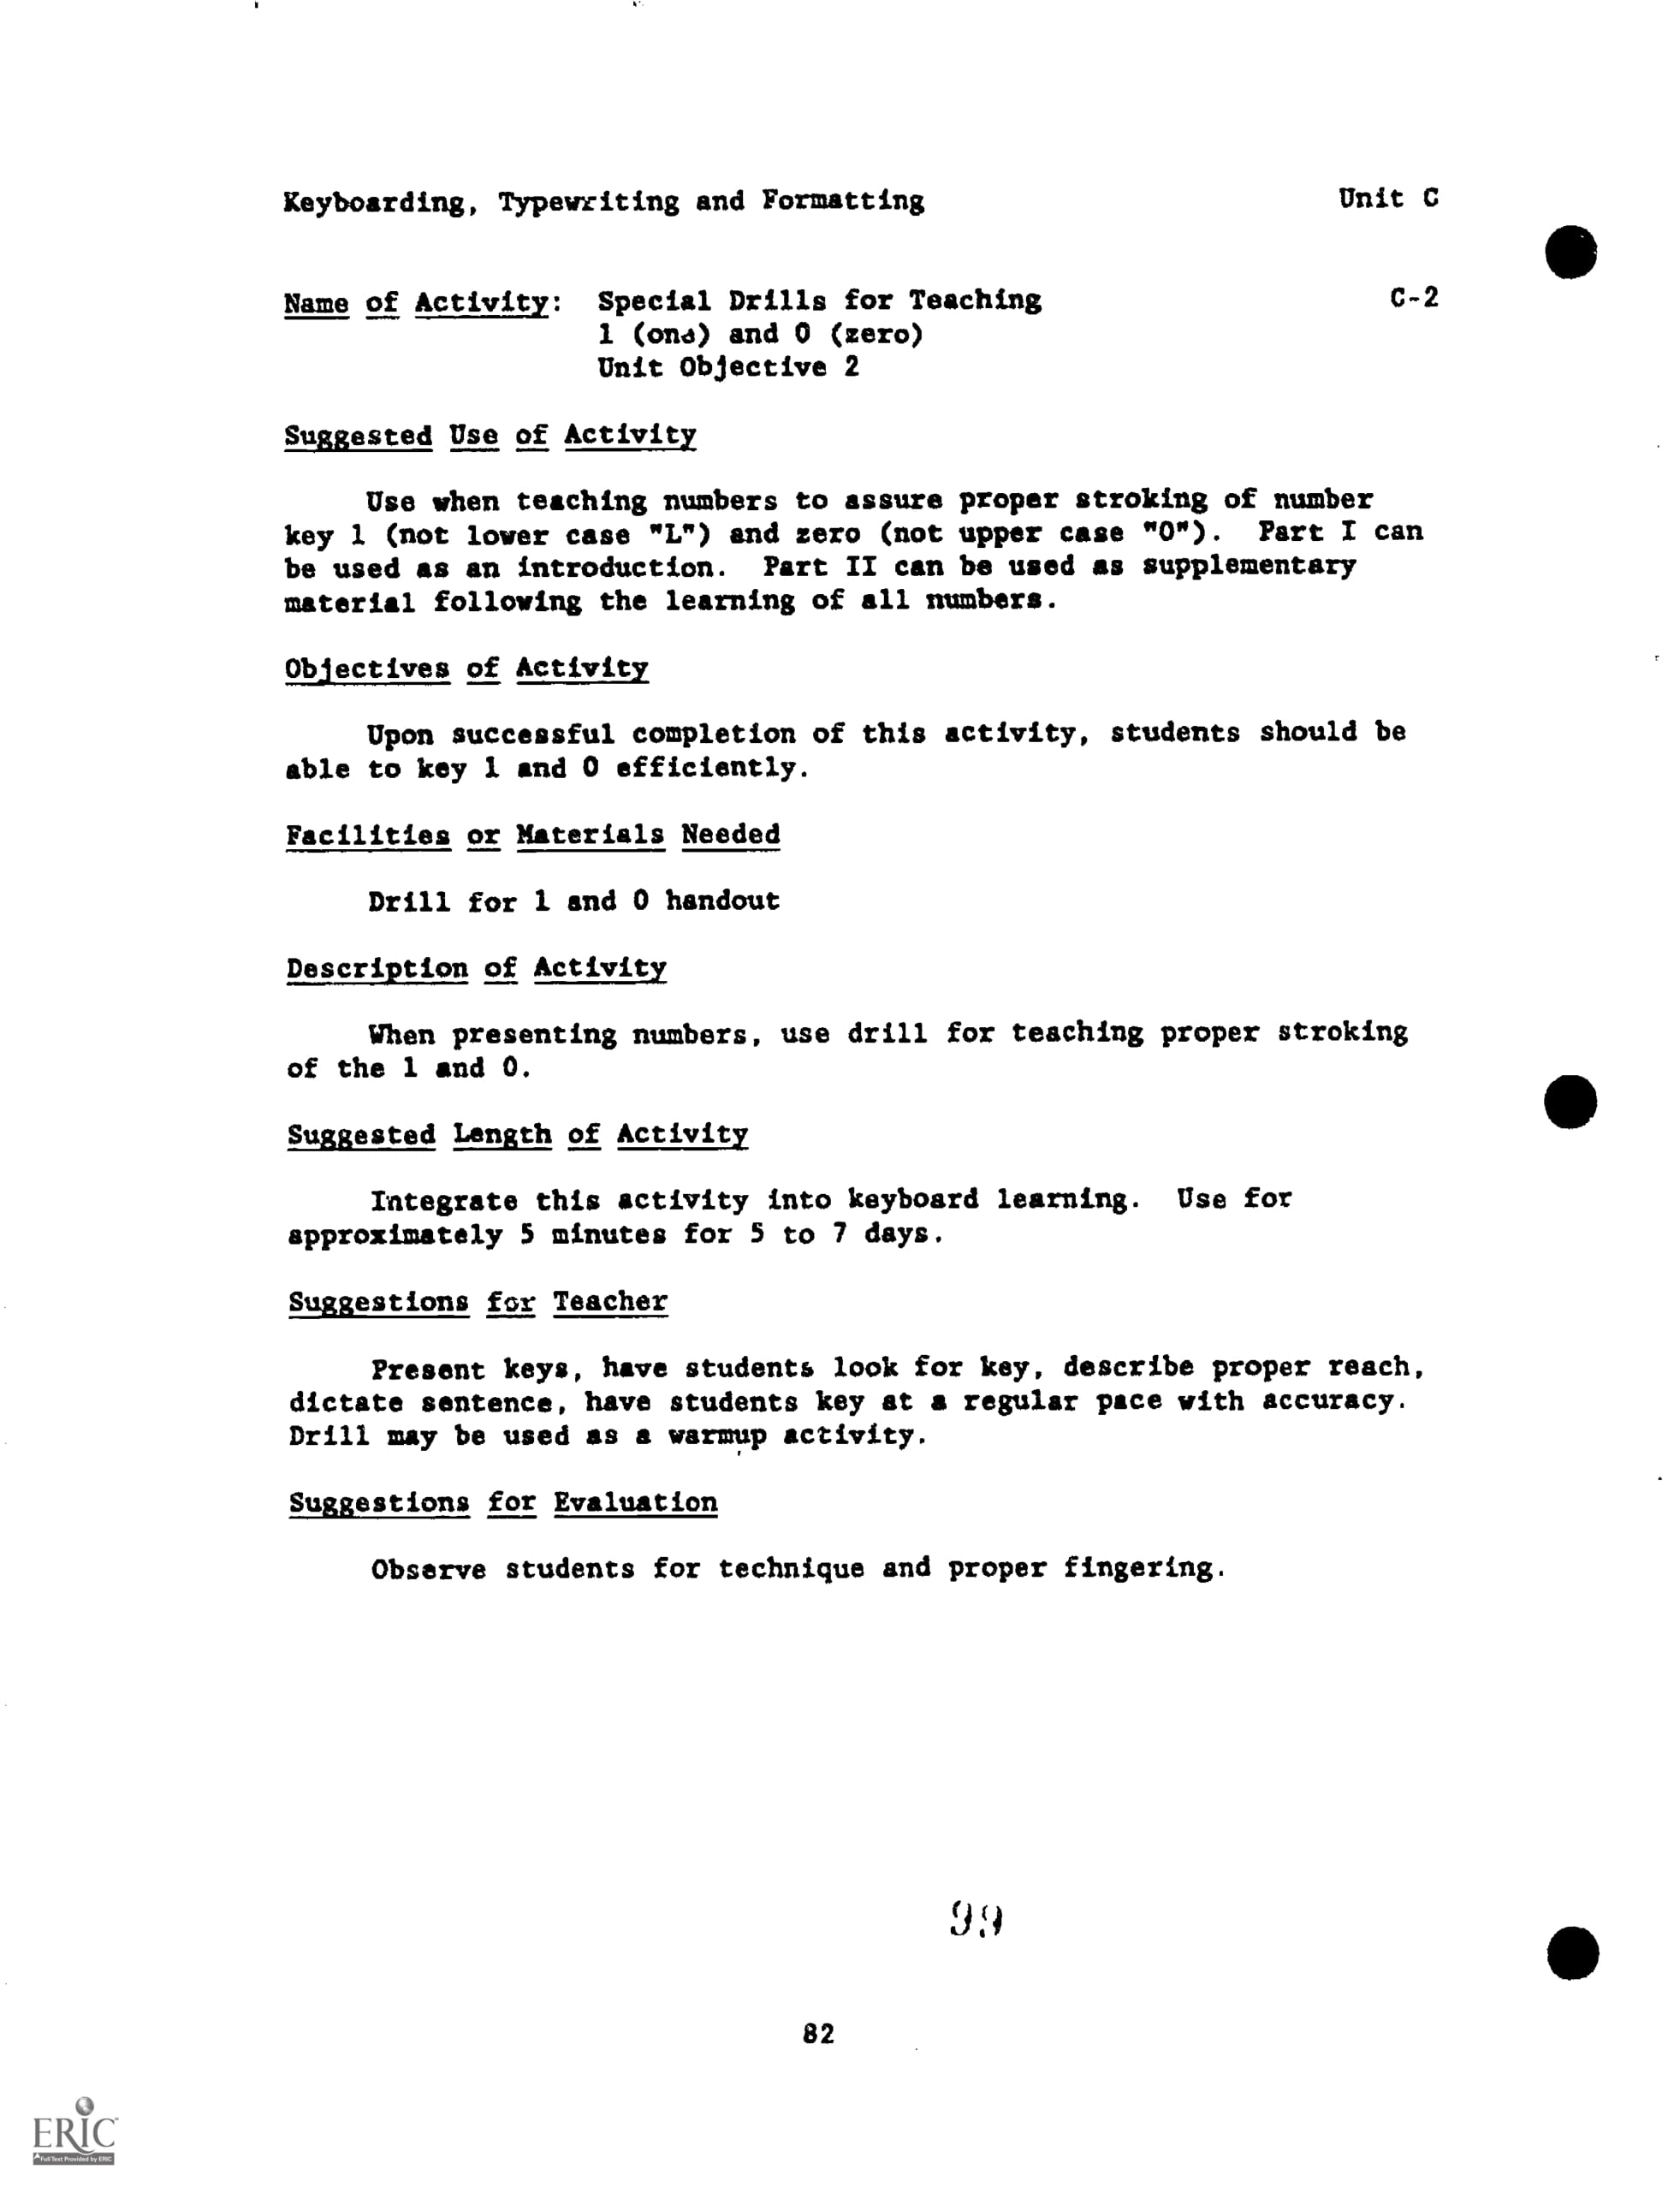 Keyboarding, Typewriting and Formatting Unit C
Name of Activity: Special Drills for Teaching C-2
1 (one) and 0 (zero)
Unit Objective 2
Suggested Use of Activity
Use when teaching numbers to assure proper stroking of number
key 1 (not lower case "L") and zero (not upper case "O"). Part I can
be used as an introduction. Part II can be used as supplementary
material following the learning of all numbers.
Objectives of Activity
Upon successful completion of this activity, students should be
able to key 1 and 0 efficiently.
Facilities or Materials Needed
Drill for 1 and 0 handout
Description of Activity
When presenting numbers, use drill for teaching proper stroking
of the 1 and 0.
Suggested Length of Activity
Integrate this activity into keyboard learning. Use for
approximately 5 minutes for 5 to 7 days.
Suggestions for Teacher
Present keys, have students look for key, describe proper reach,
dictate sentence, have students key at a regular pace with accuracy.
Drill may be used as a warmup activity.
Suggestions for Evaluation
Observe students for technique and proper fingering.
99
82
ERIC
Full Text Provided by ERIC